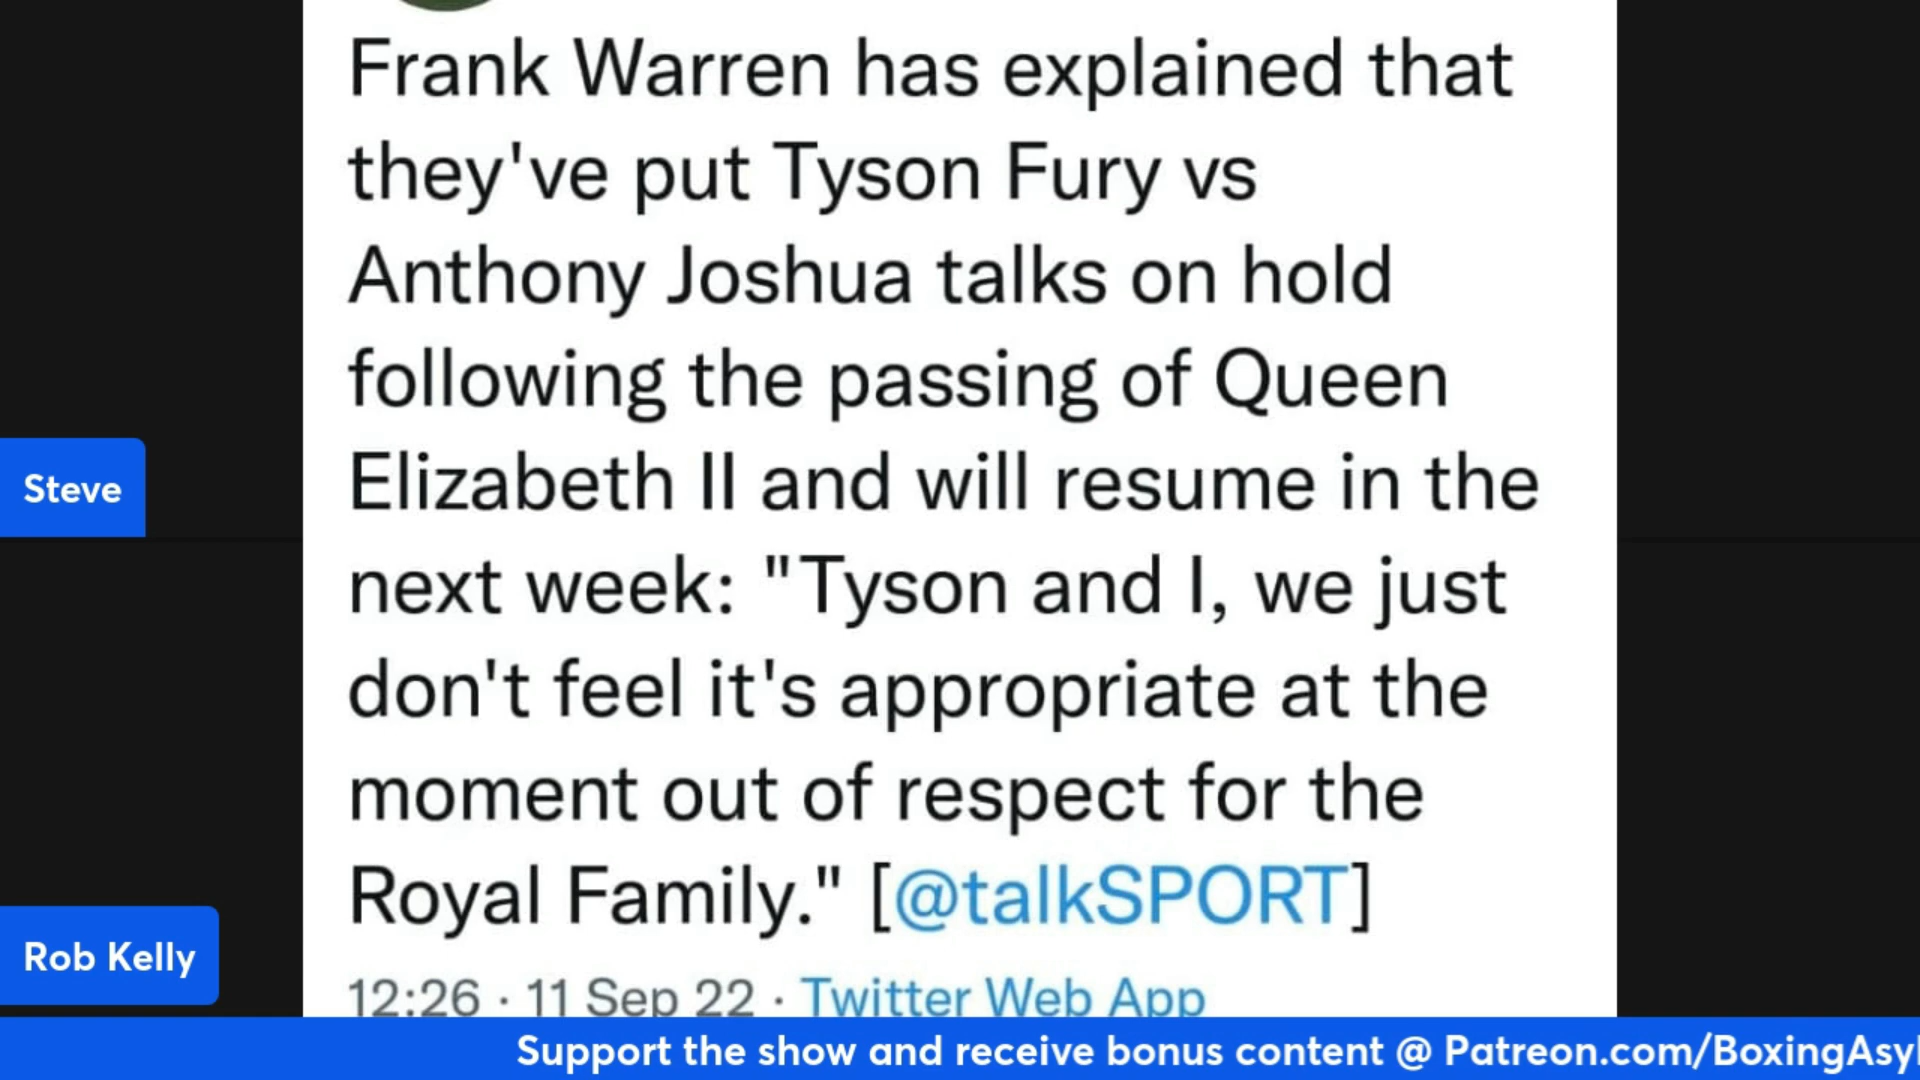 Frank Warren has explained that
they've put Tyson Fury vs
Anthony Joshua talks on hold
following the passing of Queen
Elizabeth II and will resume in the
next week: "Tyson and I, we just
don't feel it's appropriate at the
moment out of respect for the
Royal Family." [@talkSPORT]
12:26 · 11 Sep 22 · Twitter Web App
Steve
Rob Kelly
Support the show and receive bonus content @ Patreon.com/BoxingAsy